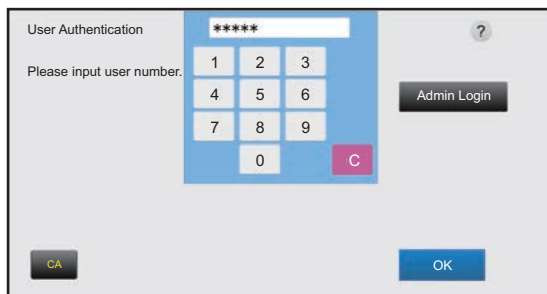 User Authentication
*****
?
Please input user number.
1 2 3
4 5 6
Admin Login
7 8 9
0 C
CA
OK